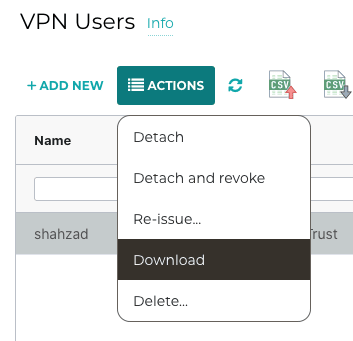 VPN Users Info
+ ADD NEW ACTIONS CSV CSV
Name
Detach
Detach and revoke
Re-issue...
shahzad Trust
Download
Delete...